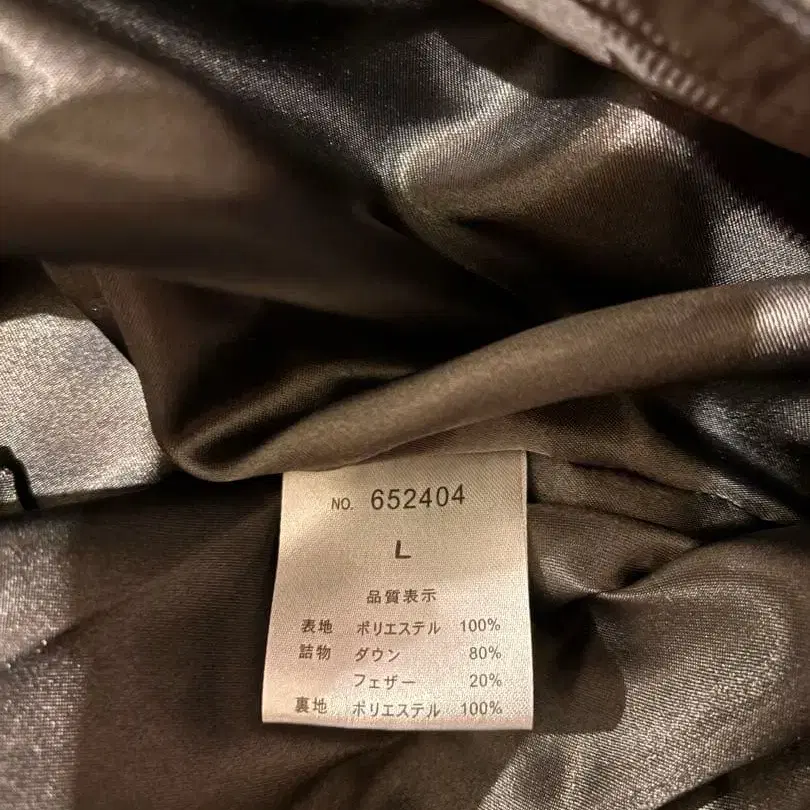 NO. 652404
L
品質表示
表地 ポリエステル 100%
詰物 ダウン 80%
フェザー 20%
裏地 ポリエステル 100%